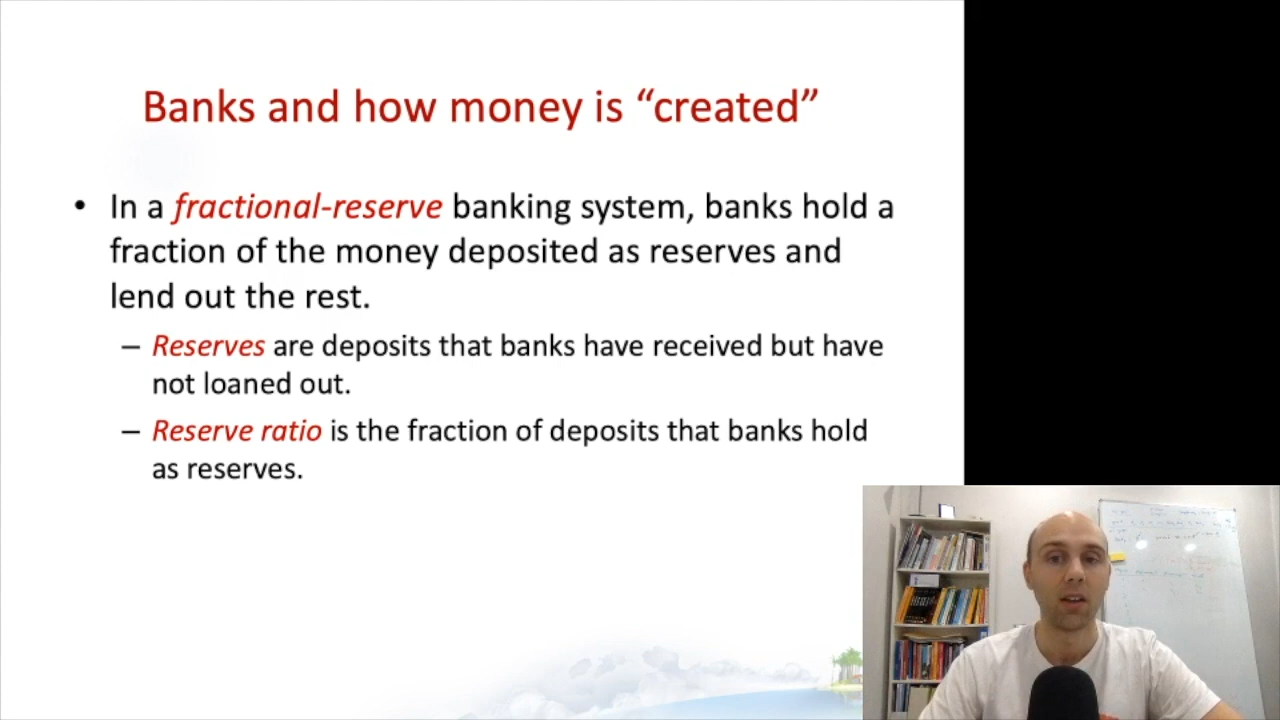 Banks and how money is “created”
• In a fractional-reserve banking system, banks hold a
fraction of the money deposited as reserves and
lend out the rest.
– Reserves are deposits that banks have received but have
not loaned out.
– Reserve ratio is the fraction of deposits that banks hold
as reserves.